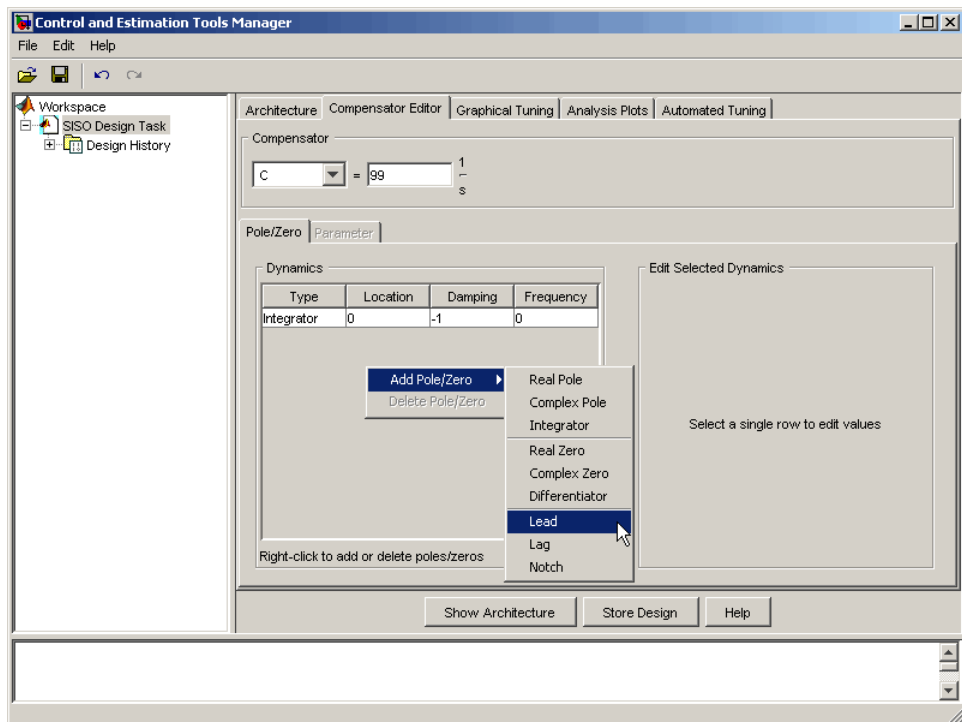 Control and Estimation Tools Manager
File Edit Help
Workspace
SISO Design Task
Design History
Architecture Compensator Editor Graphical Tuning Analysis Plots Automated Tuning
Compensator
C = 99 1
s
Pole/Zero Parameter
Dynamics
Type Location Damping Frequency
Integrator 0 -1 0
Add Pole/Zero
Delete Pole/Zero
Real Pole
Complex Pole
Integrator
Real Zero
Complex Zero
Differentiator
Lead
Lag
Notch
Right-click to add or delete poles/zeros
Edit Selected Dynamics
Select a single row to edit values
Show Architecture Store Design Help